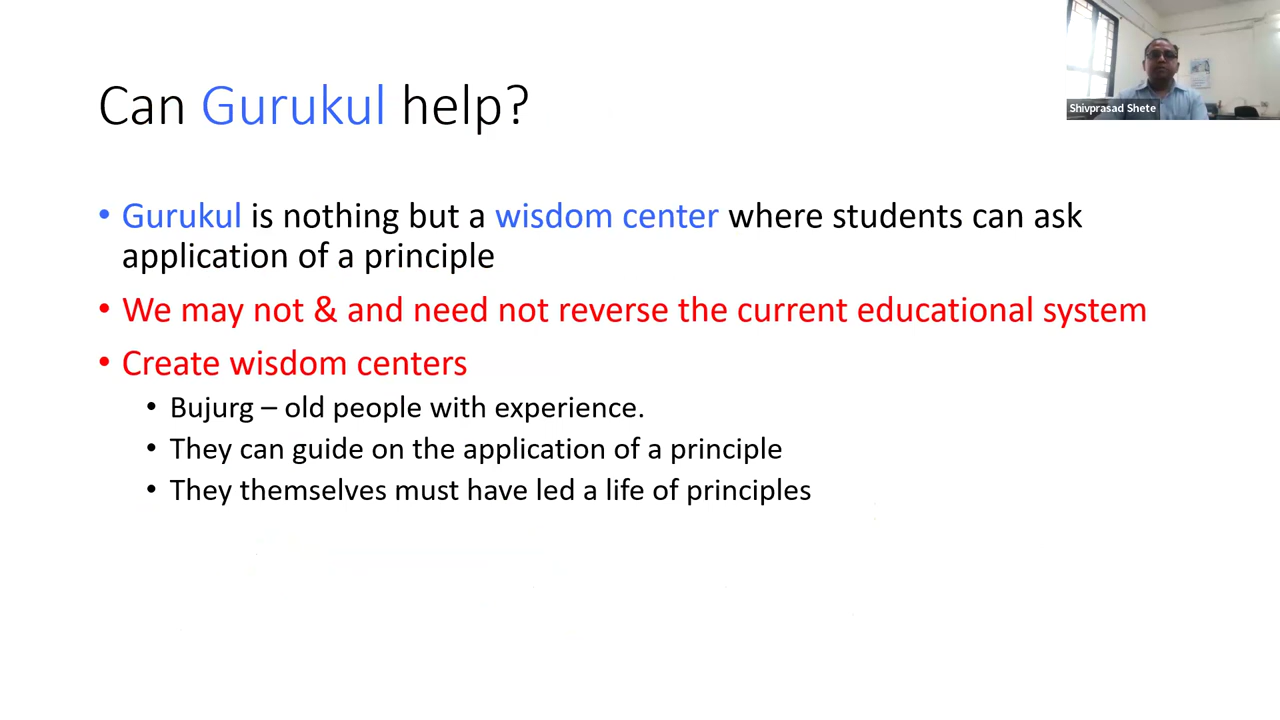 Can Gurukul help?
Shivprasad Shete
• Gurukul is nothing but a wisdom center where students can ask
application of a principle
• We may not & and need not reverse the current educational system
• Create wisdom centers
• Bujurg – old people with experience.
• They can guide on the application of a principle
• They themselves must have led a life of principles